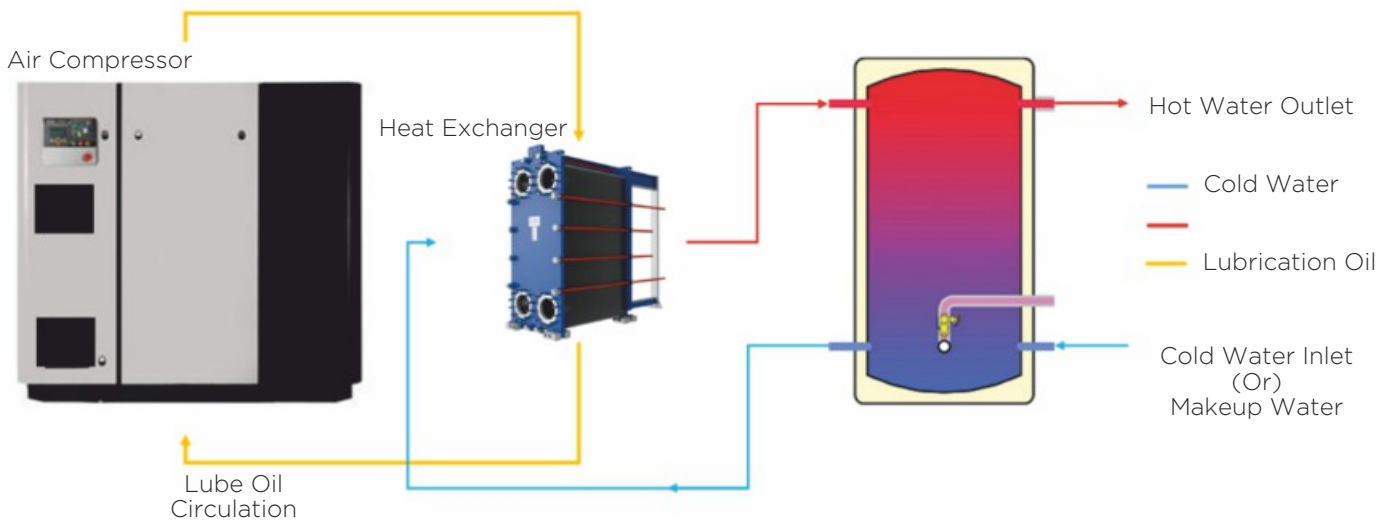 Air Compressor
Heat Exchanger
Hot Water Outlet
Cold Water
Lubrication Oil
Cold Water Inlet
(Or)
Makeup Water
Lube Oil
Circulation